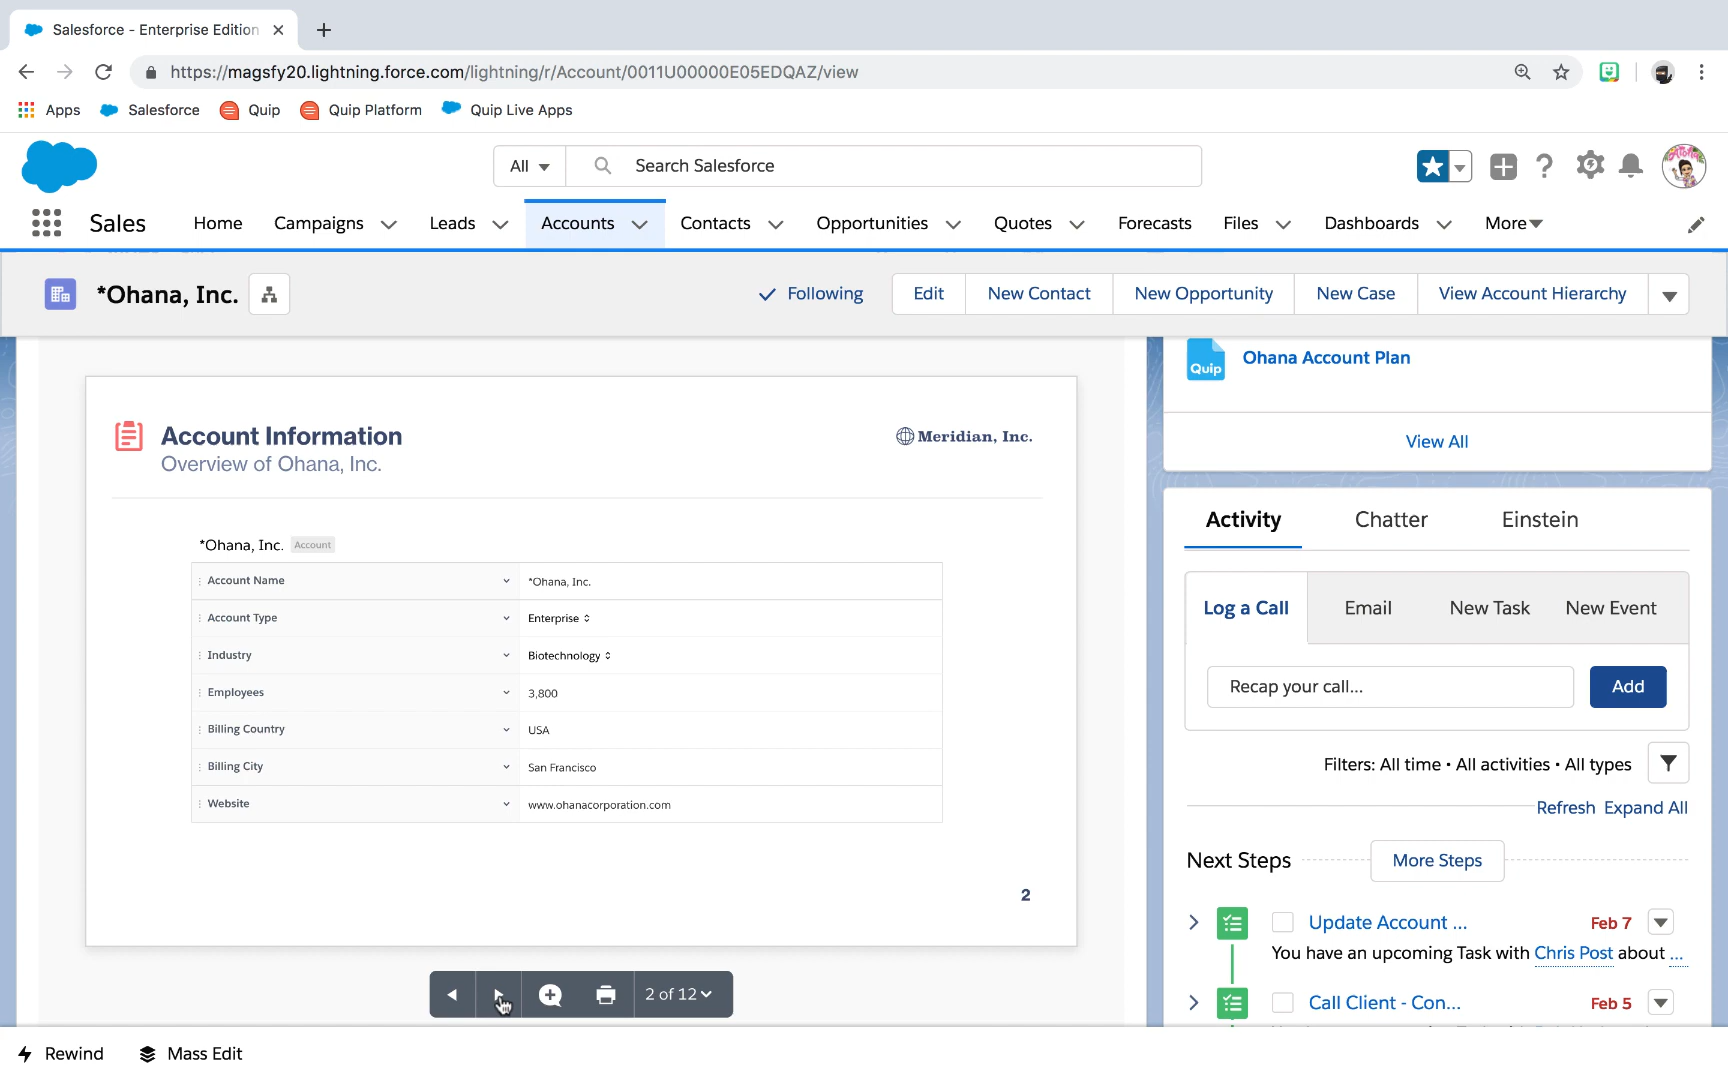 Salesforce - Enterprise Edition
https://magsfy20.lightning.force.com/lightning/r/Account/0011U00000E05EDQAZ/view
Apps Salesforce Quip Quip Platform Quip Live Apps
All Search Salesforce
Sales Home Campaigns Leads Accounts Contacts Opportunities Quotes Forecasts Files Dashboards More
*Ohana, Inc. Following Edit New Contact New Opportunity New Case View Account Hierarchy
Quip Ohana Account Plan
View All
Account Information
Overview of Ohana, Inc.
Meridian, Inc.
*Ohana, Inc. Account
Account Name *Ohana, Inc.
Account Type Enterprise
Industry Biotechnology
Employees 3,800
Billing Country USA
Billing City San Francisco
Website www.ohanacorporation.com
2
2 of 12
Activity Chatter Einstein
Log a Call Email New Task New Event
Recap your call... Add
Filters: All time • All activities • All types
Refresh Expand All
Next Steps More Steps
Update Account ... Feb 7
You have an upcoming Task with Chris Post about ...
Call Client - Con... Feb 5
Rewind Mass Edit